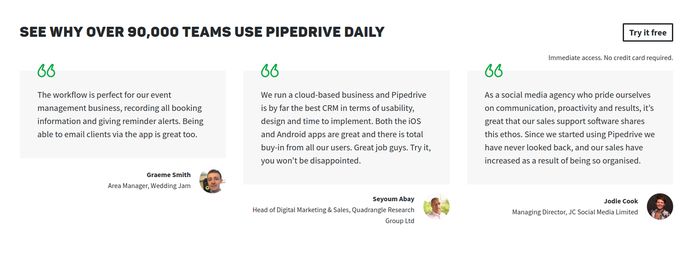 SEE WHY OVER 90,000 TEAMS USE PIPEDRIVE DAILY
Try it free
Immediate access. No credit card required.
The workflow is perfect for our event
management business, recording all booking
information and giving reminder alerts. Being
able to email clients via the app is great too.
Graeme Smith
Area Manager, Wedding Jam
We run a cloud-based business and Pipedrive
is by far the best CRM in terms of usability,
design and time to implement. Both the iOS
and Android apps are great and there is total
buy-in from all our users. Great job guys. Try it,
you won't be disappointed.
Seyoum Abay
Head of Digital Marketing & Sales, Quadrangle Research
Group Ltd
As a social media agency who pride ourselves
on communication, proactivity and results, it's
great that our sales support software shares
this ethos. Since we started using Pipedrive we
have never looked back, and our sales have
increased as a result of being so organised.
Jodie Cook
Managing Director, JC Social Media Limited